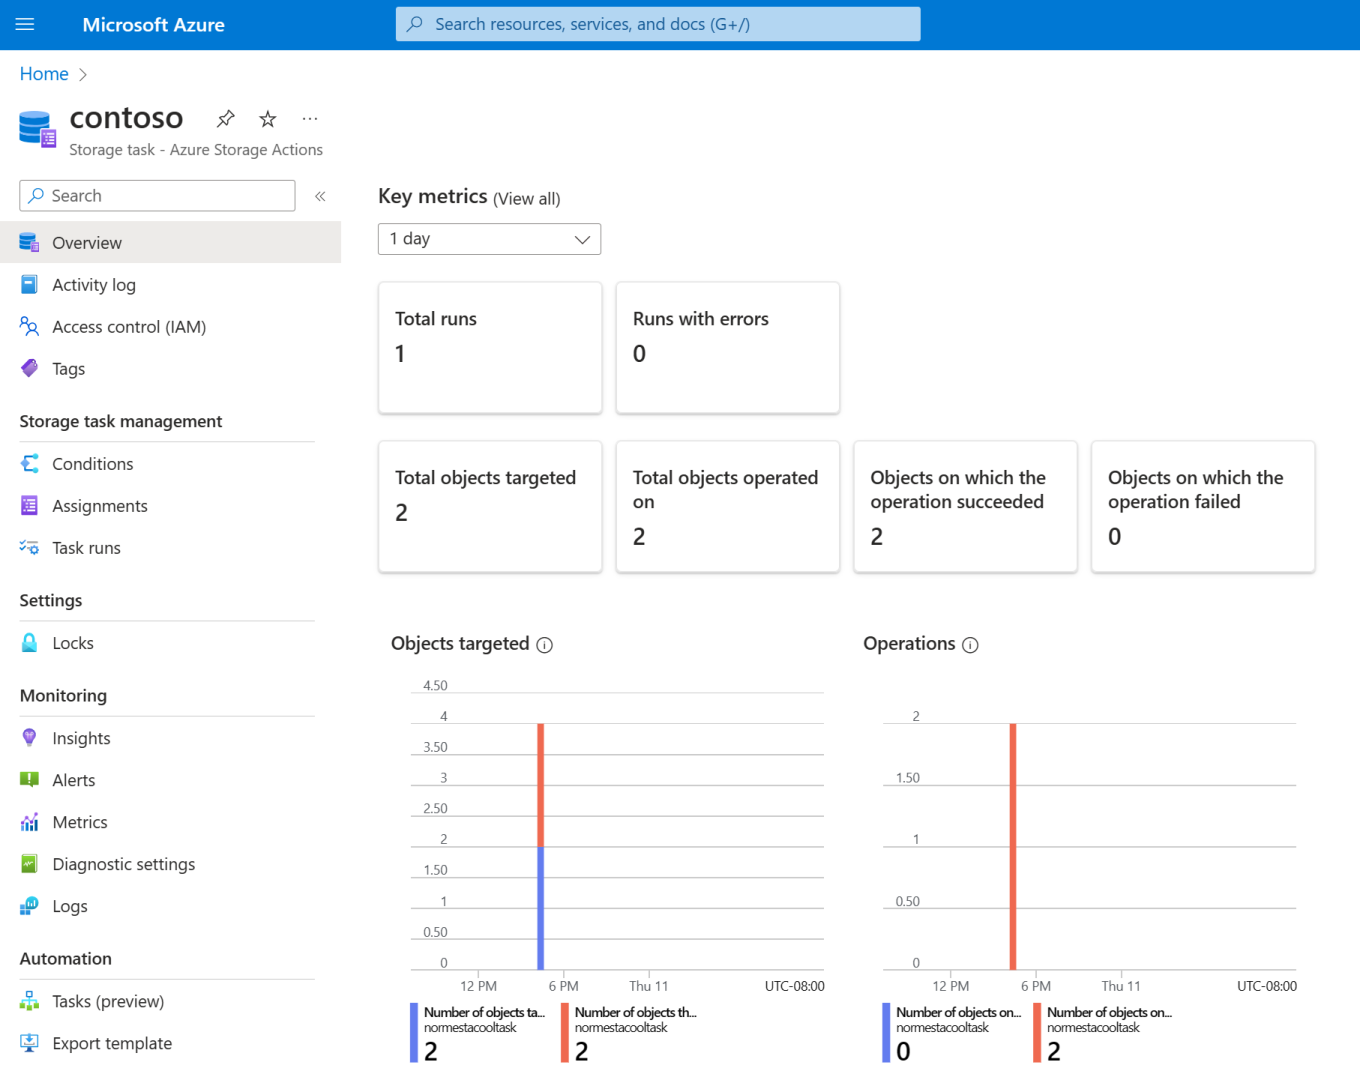 Microsoft Azure
Search resources, services, and docs (G+/)
Home
contoso
Storage task - Azure Storage Actions
Search
Overview
Activity log
Access control (IAM)
Tags
Storage task management
Conditions
Assignments
Task runs
Settings
Locks
Monitoring
Insights
Alerts
Metrics
Diagnostic settings
Logs
Automation
Tasks (preview)
Export template
Key metrics (View all)
1 day
Total runs
1
Runs with errors
0
Total objects targeted
2
Total objects operated
on
2
Objects on which the
operation succeeded
2
Objects on which the
operation failed
0
Objects targeted
4.50
4
3.50
3
2.50
2
1.50
1
0.50
0
12 PM 6 PM Thu 11 UTC-08:00
Number of objects ta...
normestacooltask
2
Number of objects th...
normestacooltask
2
Operations
2
1.50
1
0.50
0
12 PM 6 PM Thu 11 UTC-08:00
Number of objects on...
normestacooltask
0
Number of objects on...
normestacooltask
2